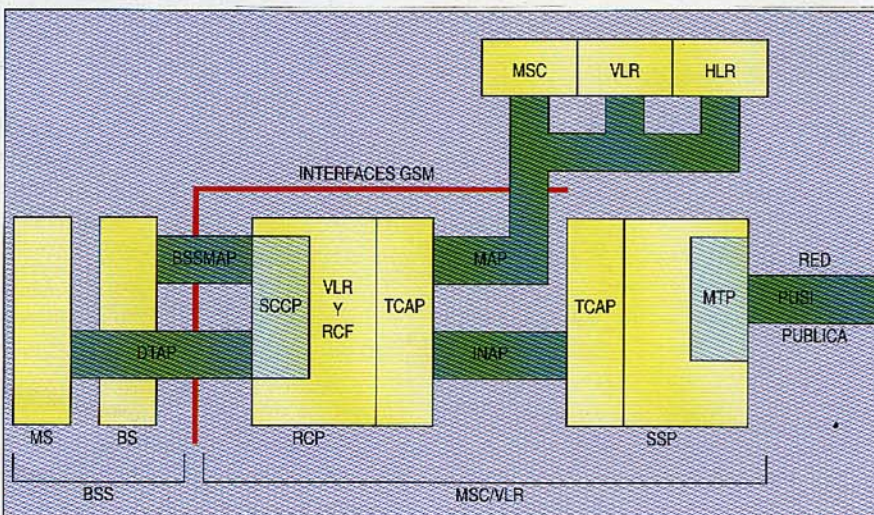 MSC VLR HLR
INTERFACES GSM
BSSMAP
SCCP
VLR
Y
RCF
TCAP
MAP
TCAP
MTP
RED
PUSI
PUBLICA
DTAP
INAP
MS BS RCP SSP
BSS MSC/VLR